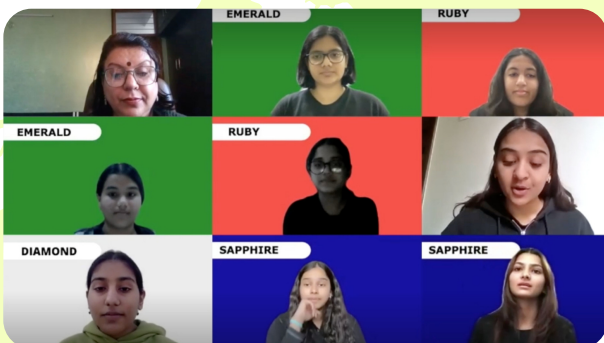 EMERALD
RUBY
EMERALD
RUBY
DIAMOND
SAPPHIRE
SAPPHIRE